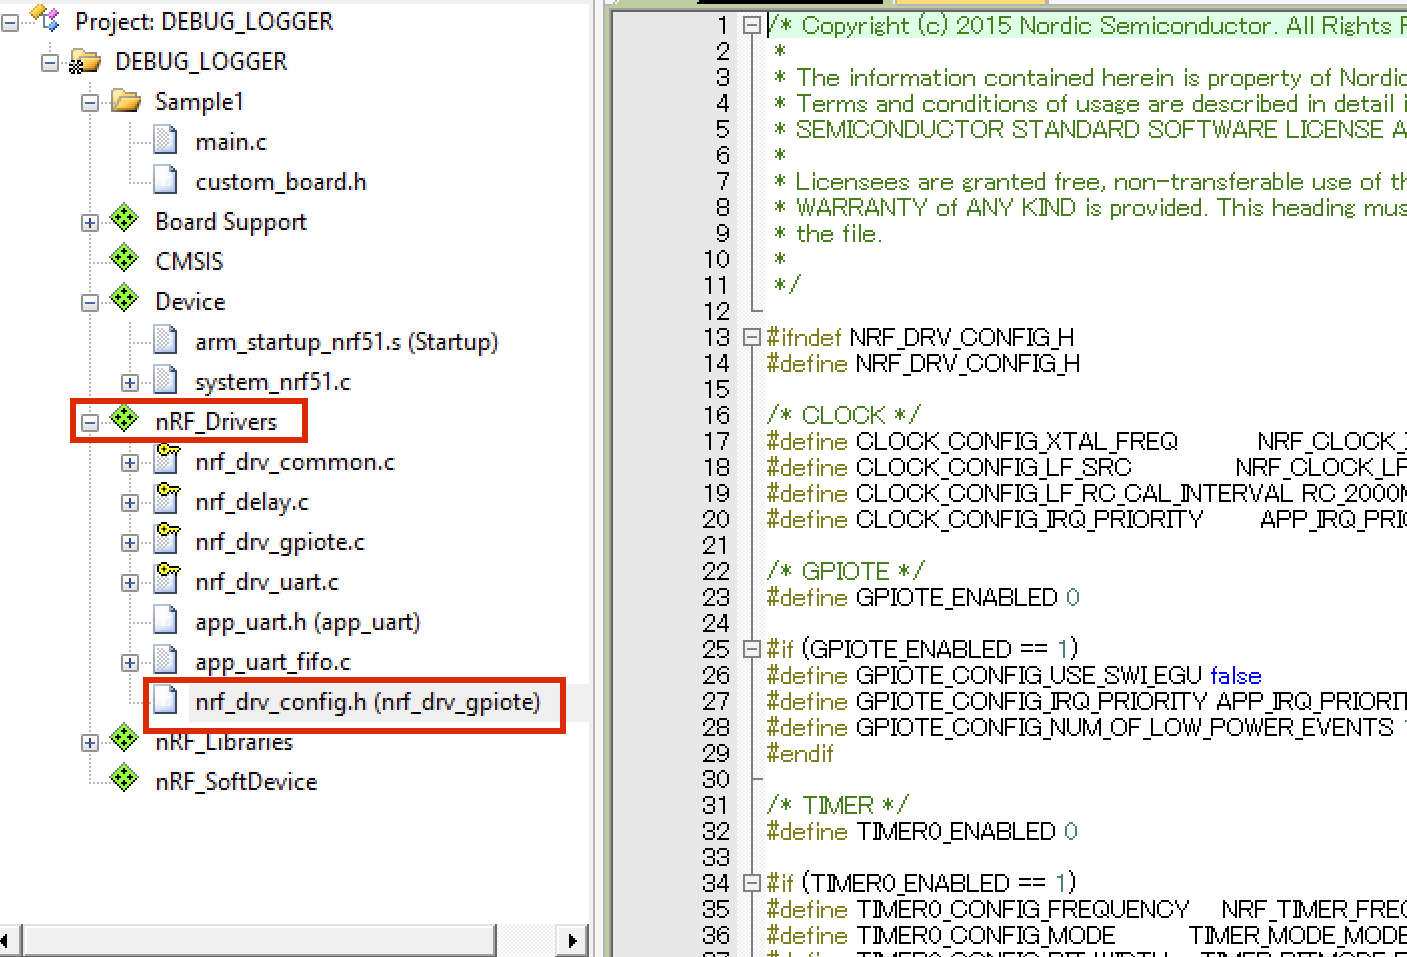 Project: DEBUG_LOGGER
DEBUG_LOGGER
Sample1
main.c
custom_board.h
Board Support
CMSIS
Device
arm_startup_nrf51.s (Startup)
system_nrf51.c
nRF_Drivers
nrf_drv_common.c
nrf_delay.c
nrf_drv_gpiote.c
nrf_drv_uart.c
app_uart.h (app_uart)
app_uart_fifo.c
nrf_drv_config.h (nrf_drv_gpiote)
nRF_Libraries
nRF_SoftDevice
1 /* Copyright (c) 2015 Nordic Semiconductor. All Rights
2 *
3 * The information contained herein is property of Nordic
4 * Terms and conditions of usage are described in detail
5 * SEMICONDUCTOR STANDARD SOFTWARE LICENSE A
6 *
7 * Licensees are granted free, non-transferable use of
8 * WARRANTY of ANY KIND is provided. This heading mus
9 * the file.
10 *
11 */
12
13 #ifndef NRF_DRV_CONFIG_H
14 #define NRF_DRV_CONFIG_H
15
16 /* CLOCK */
17 #define CLOCK_CONFIG_XTAL_FREQ NRF_CLOCK_
18 #define CLOCK_CONFIG_LF_SRC NRF_CLOCK_LF
19 #define CLOCK_CONFIG_LF_RC_CAL_INTERVAL RC_2000M
20 #define CLOCK_CONFIG_IRQ_PRIORITY APP_IRQ_PRI
21
22 /* GPIOTE */
23 #define GPIOTE_ENABLED 0
24
25 #if (GPIOTE_ENABLED == 1)
26 #define GPIOTE_CONFIG_USE_SWI_EGU false
27 #define GPIOTE_CONFIG_IRQ_PRIORITY APP_IRQ_PRIORIT
28 #define GPIOTE_CONFIG_NUM_OF_LOW_POWER_EVENTS
29 #endif
30
31 /* TIMER */
32 #define TIMER0_ENABLED 0
33
34 #if (TIMER0_ENABLED == 1)
35 #define TIMER0_CONFIG_FREQUENCY NRF_TIMER_FREQ
36 #define TIMER0_CONFIG_MODE TIMER_MODE_MODE